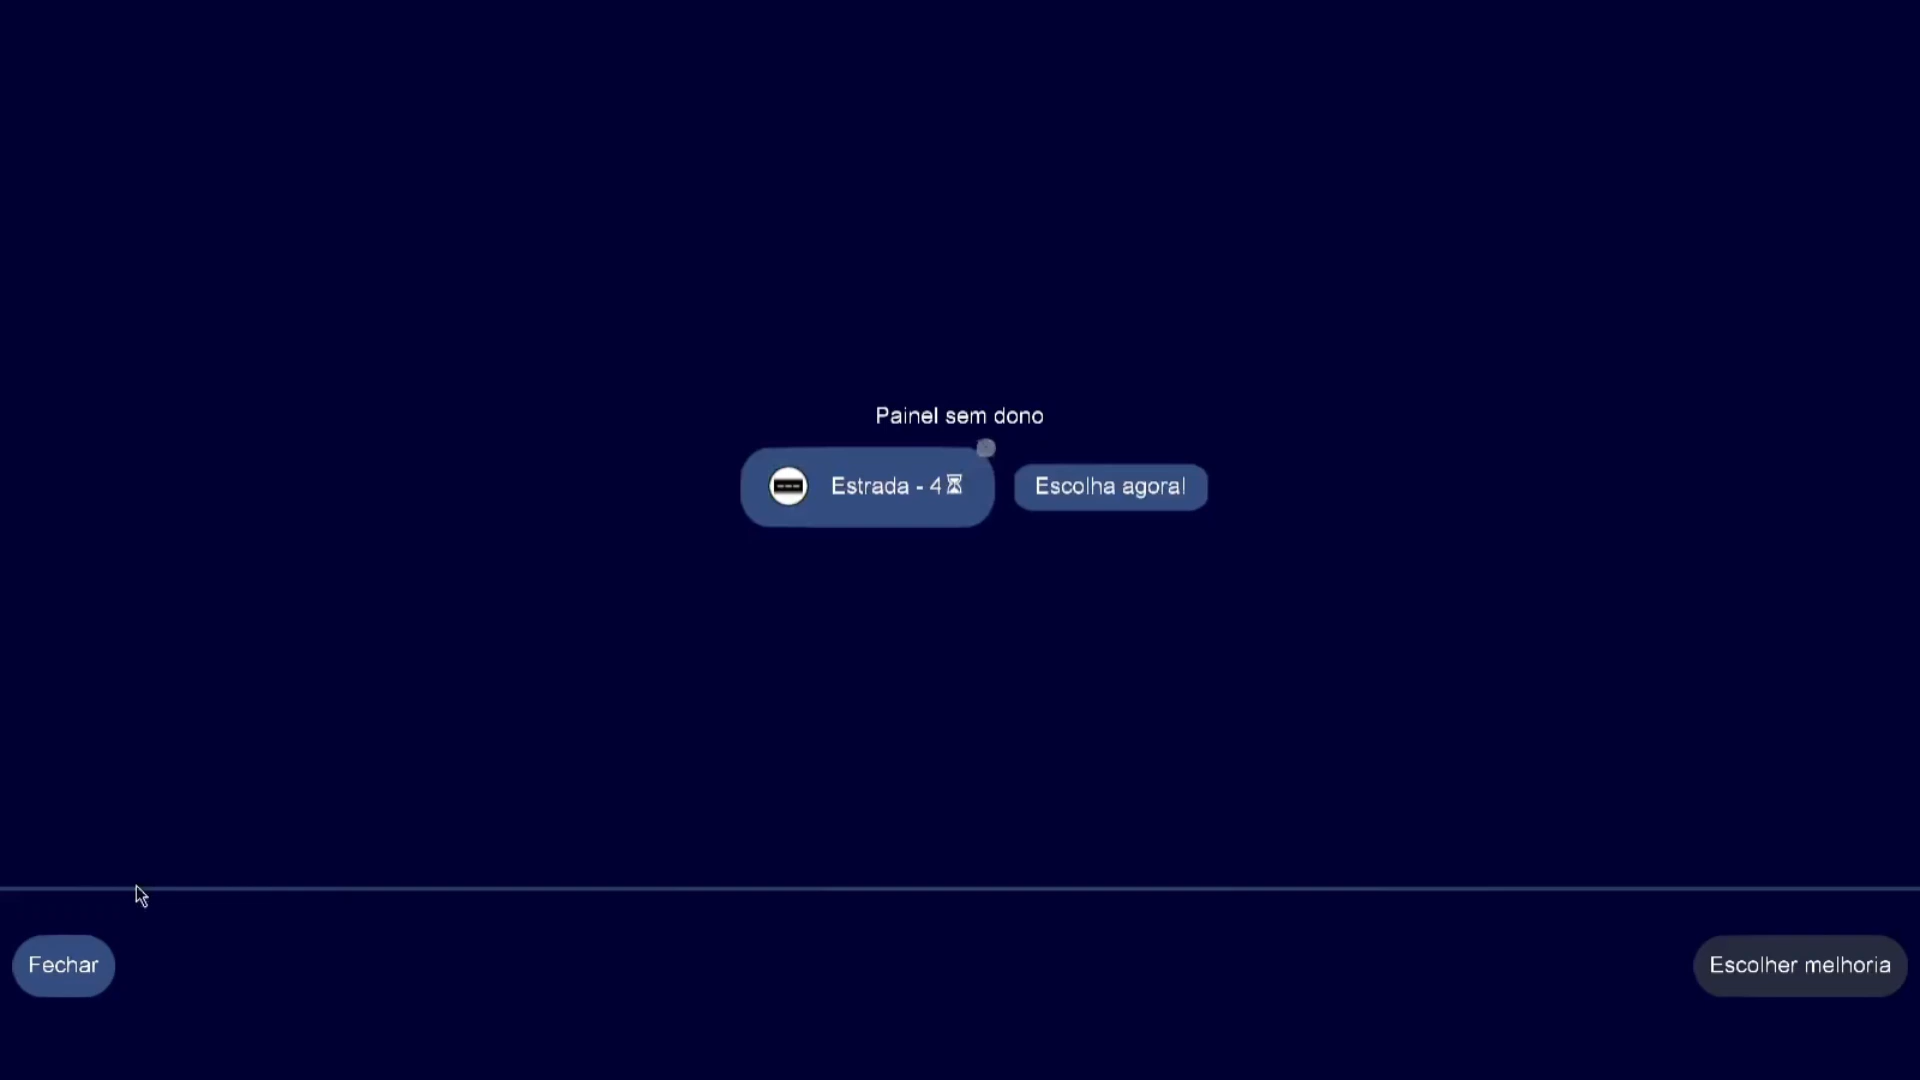 Painel sem dono
Estrada - 4⏳ Escolha agora!
Fechar
Escolher melhoria